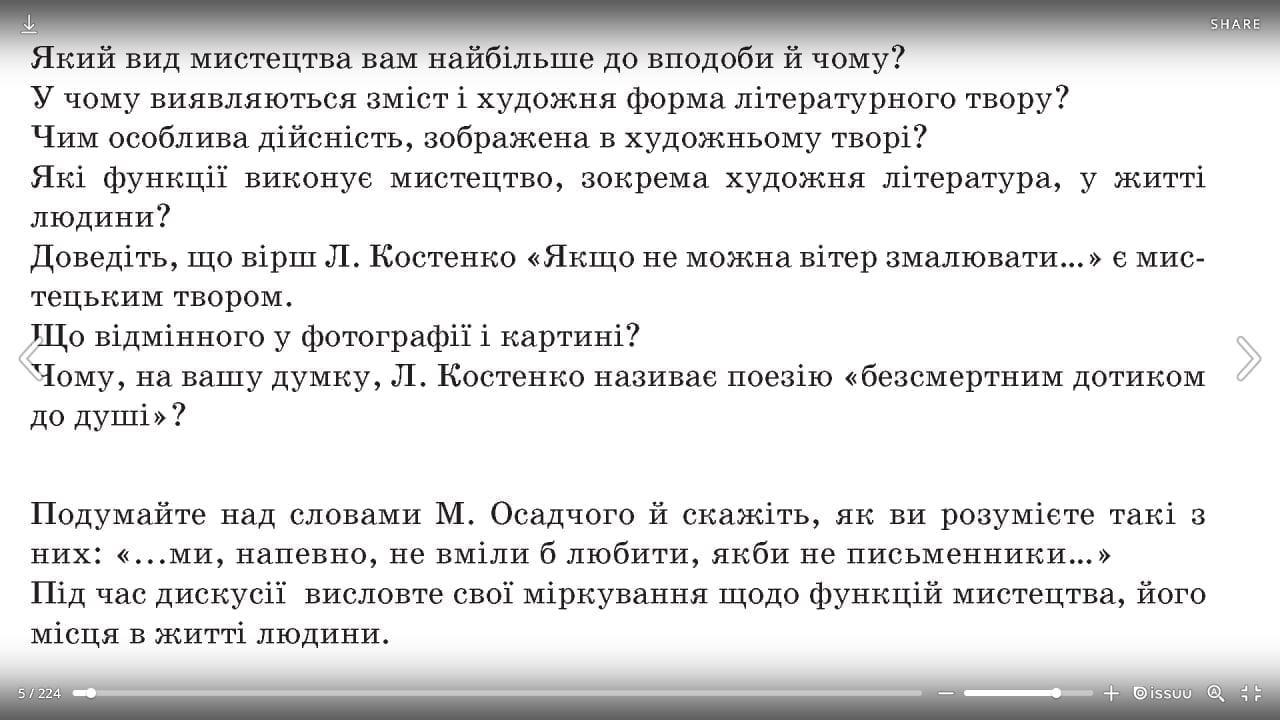 SHARE
Який вид мистецтва вам найбільше до вподоби й чому?
У чому виявляються зміст і художня форма літературного твору?
Чим особлива дійсність, зображена в художньому творі?
Які функції виконує мистецтво, зокрема художня література, у житті
людини?
Доведіть, що вірш Л. Костенко «Якщо не можна вітер змалювати...» є мис-
тецьким твором.
Що відмінного у фотографії і картині?
Чому, на вашу думку, Л. Костенко називає поезію «безсмертним дотиком
до душі»?
Подумайте над словами М. Осадчого й скажіть, як ви розумієте такі з
них: «...ми, напевно, не вміли б любити, якби не письменники...»
Під час дискусії висловте свої міркування щодо функцій мистецтва, його
місця в житті людини.
5 / 224 issuu